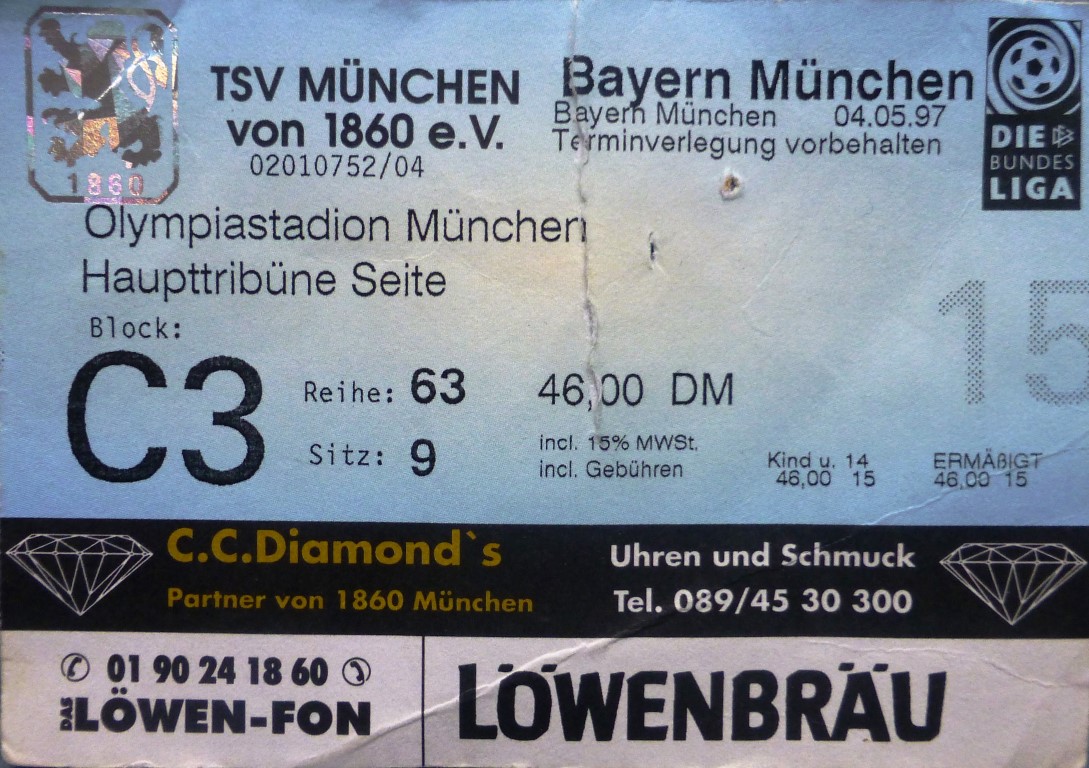 1860
TSV MÜNCHEN
von 1860 e.V.
02010752/04
Bayern München
Bayern München 04.05.97
Terminverlegung vorbehalten
DIE
BUNDES
LIGA
Olympiastadion München
Haupttribüne Seite
Block:
C3
Reihe: 63
Sitz: 9
46,00 DM
incl. 15% MWSt.
incl. Gebühren
15
Kind u. 14
46,00 15
ERMÄßIGT
46,00 15
C.C.Diamond`s
Partner von 1860 München
Uhren und Schmuck
Tel. 089/45 30 300
✆ 01 90 24 18 60 ✆
DAS LÖWEN-FON
LÖWENBRÄU